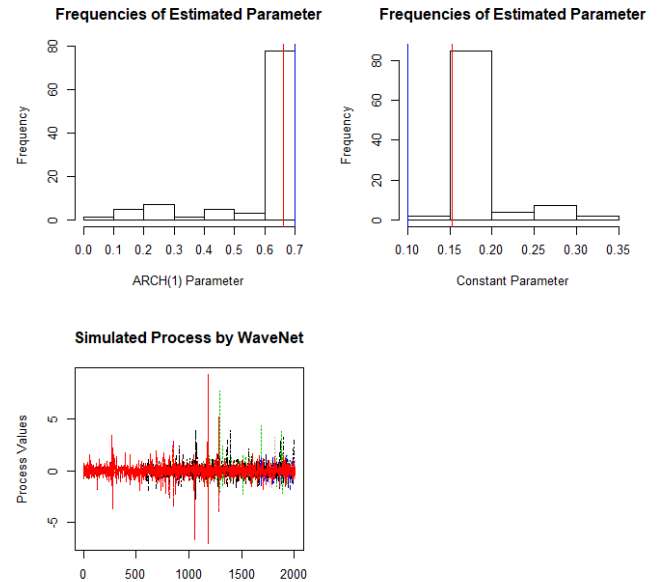 Frequencies of Estimated Parameter
Frequency
80
60
40
20
0
0.0 0.1 0.2 0.3 0.4 0.5 0.6 0.7
ARCH(1) Parameter
Frequencies of Estimated Parameter
Frequency
80
60
40
20
0
0.10 0.15 0.20 0.25 0.30 0.35
Constant Parameter
Simulated Process by WaveNet
Process Values
5
0
-5
0 500 1000 1500 2000